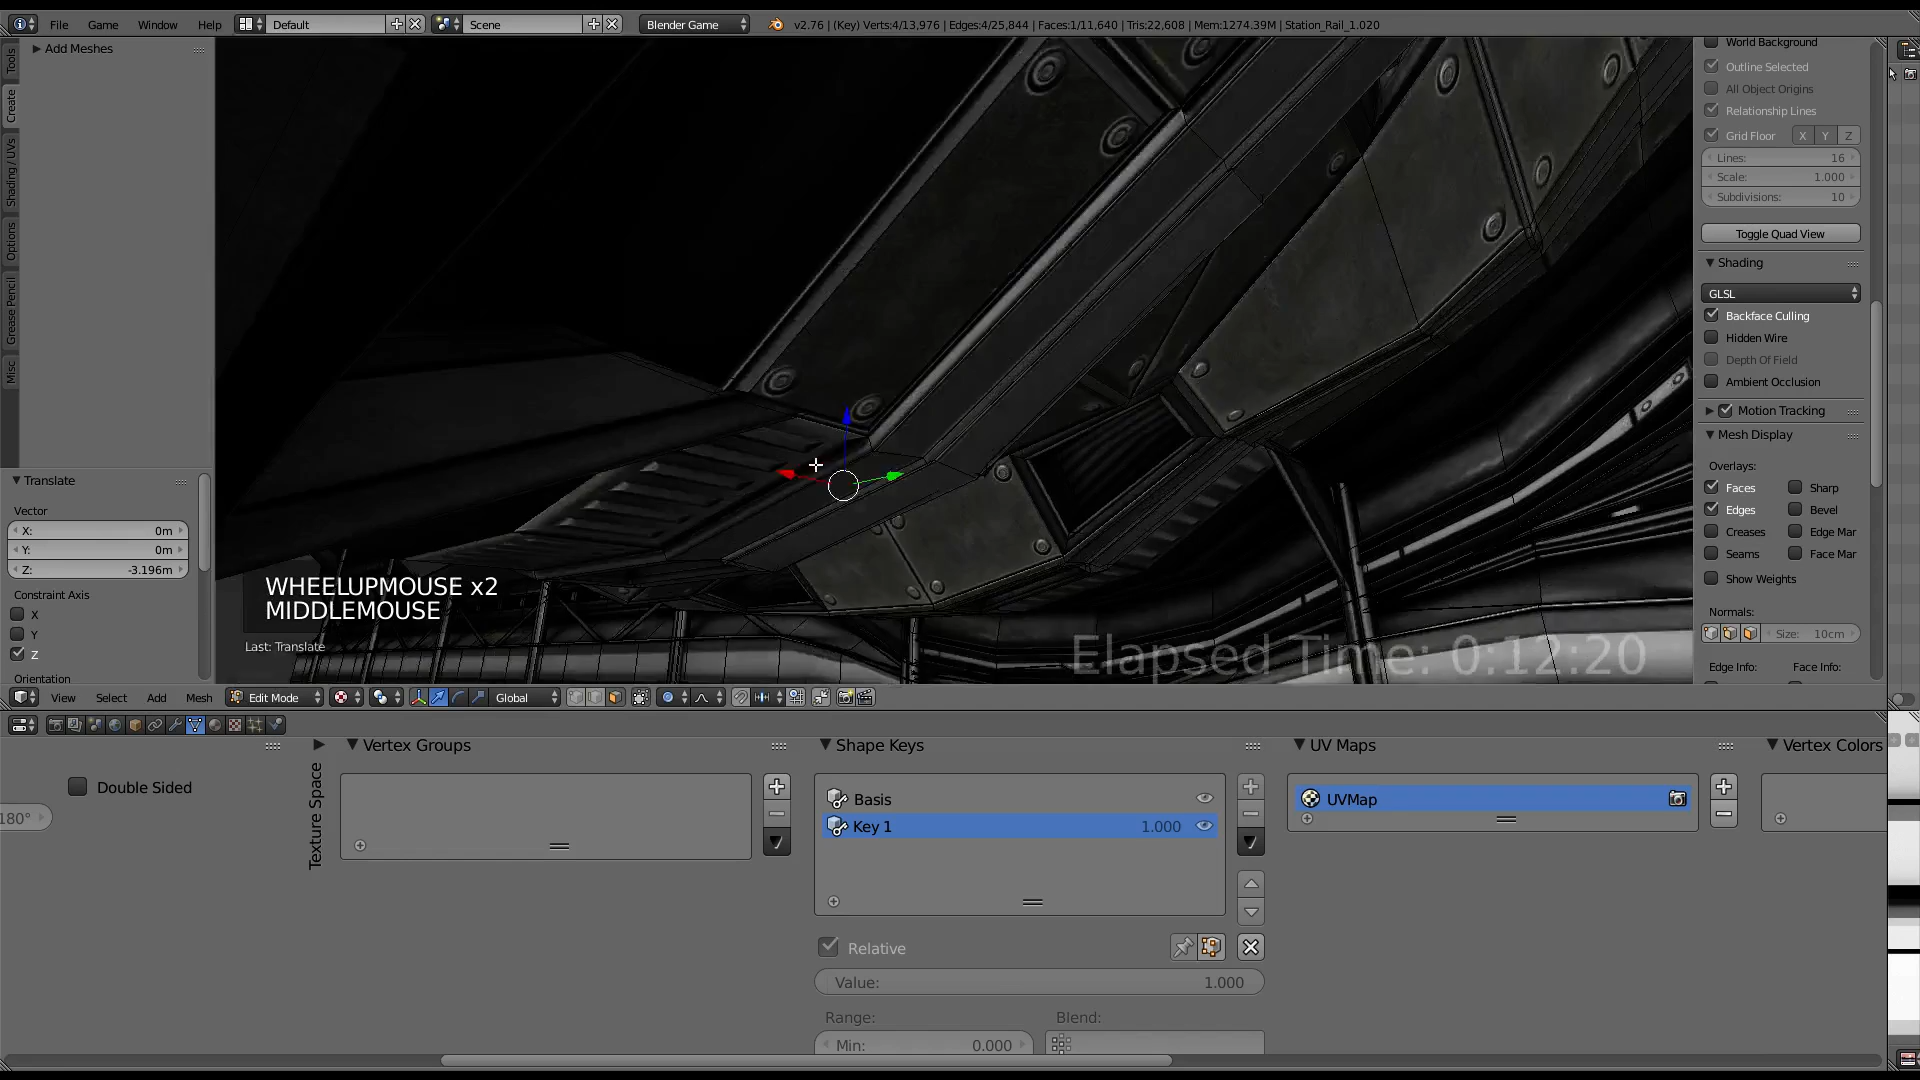 File Game Window Help Default Scene Blender Game v2.76 | (Key) Verts:4/13,976 | Edges:4/25,844 | Faces:1/11,640 | Tris:22,608 | Mem:1274.39M | Station_Rail_1.020
Add Meshes
Tools
Create
Shading / UVs
Options
Grease Pencil
Misc
Translate
Vector
X: 0m
Y: 0m
Z: -3.196m
Constraint Axis
X
Y
Z
Orientation
WHEELUPMOUSE x2
MIDDLEMOUSE
Last: Translate
Elapsed Time: 0:12:20
World Background
Outline Selected
All Object Origins
Relationship Lines
Grid Floor X Y Z
Lines: 16
Scale: 1.000
Subdivisions: 10
Toggle Quad View
Shading
GLSL
Backface Culling
Hidden Wire
Depth Of Field
Ambient Occlusion
Motion Tracking
Mesh Display
Overlays:
Faces Sharp
Edges Bevel
Creases Edge Mar
Seams Face Mar
Show Weights
Normals:
Size: 10cm
Edge Info: Face Info:
View Select Add Mesh Edit Mode Global
Double Sided
180°
Texture Space
Vertex Groups
Shape Keys
Basis
Key 1 1.000
Relative
Value: 1.000
Range: Blend:
Min: 0.000
UV Maps
UVMap
Vertex Colors